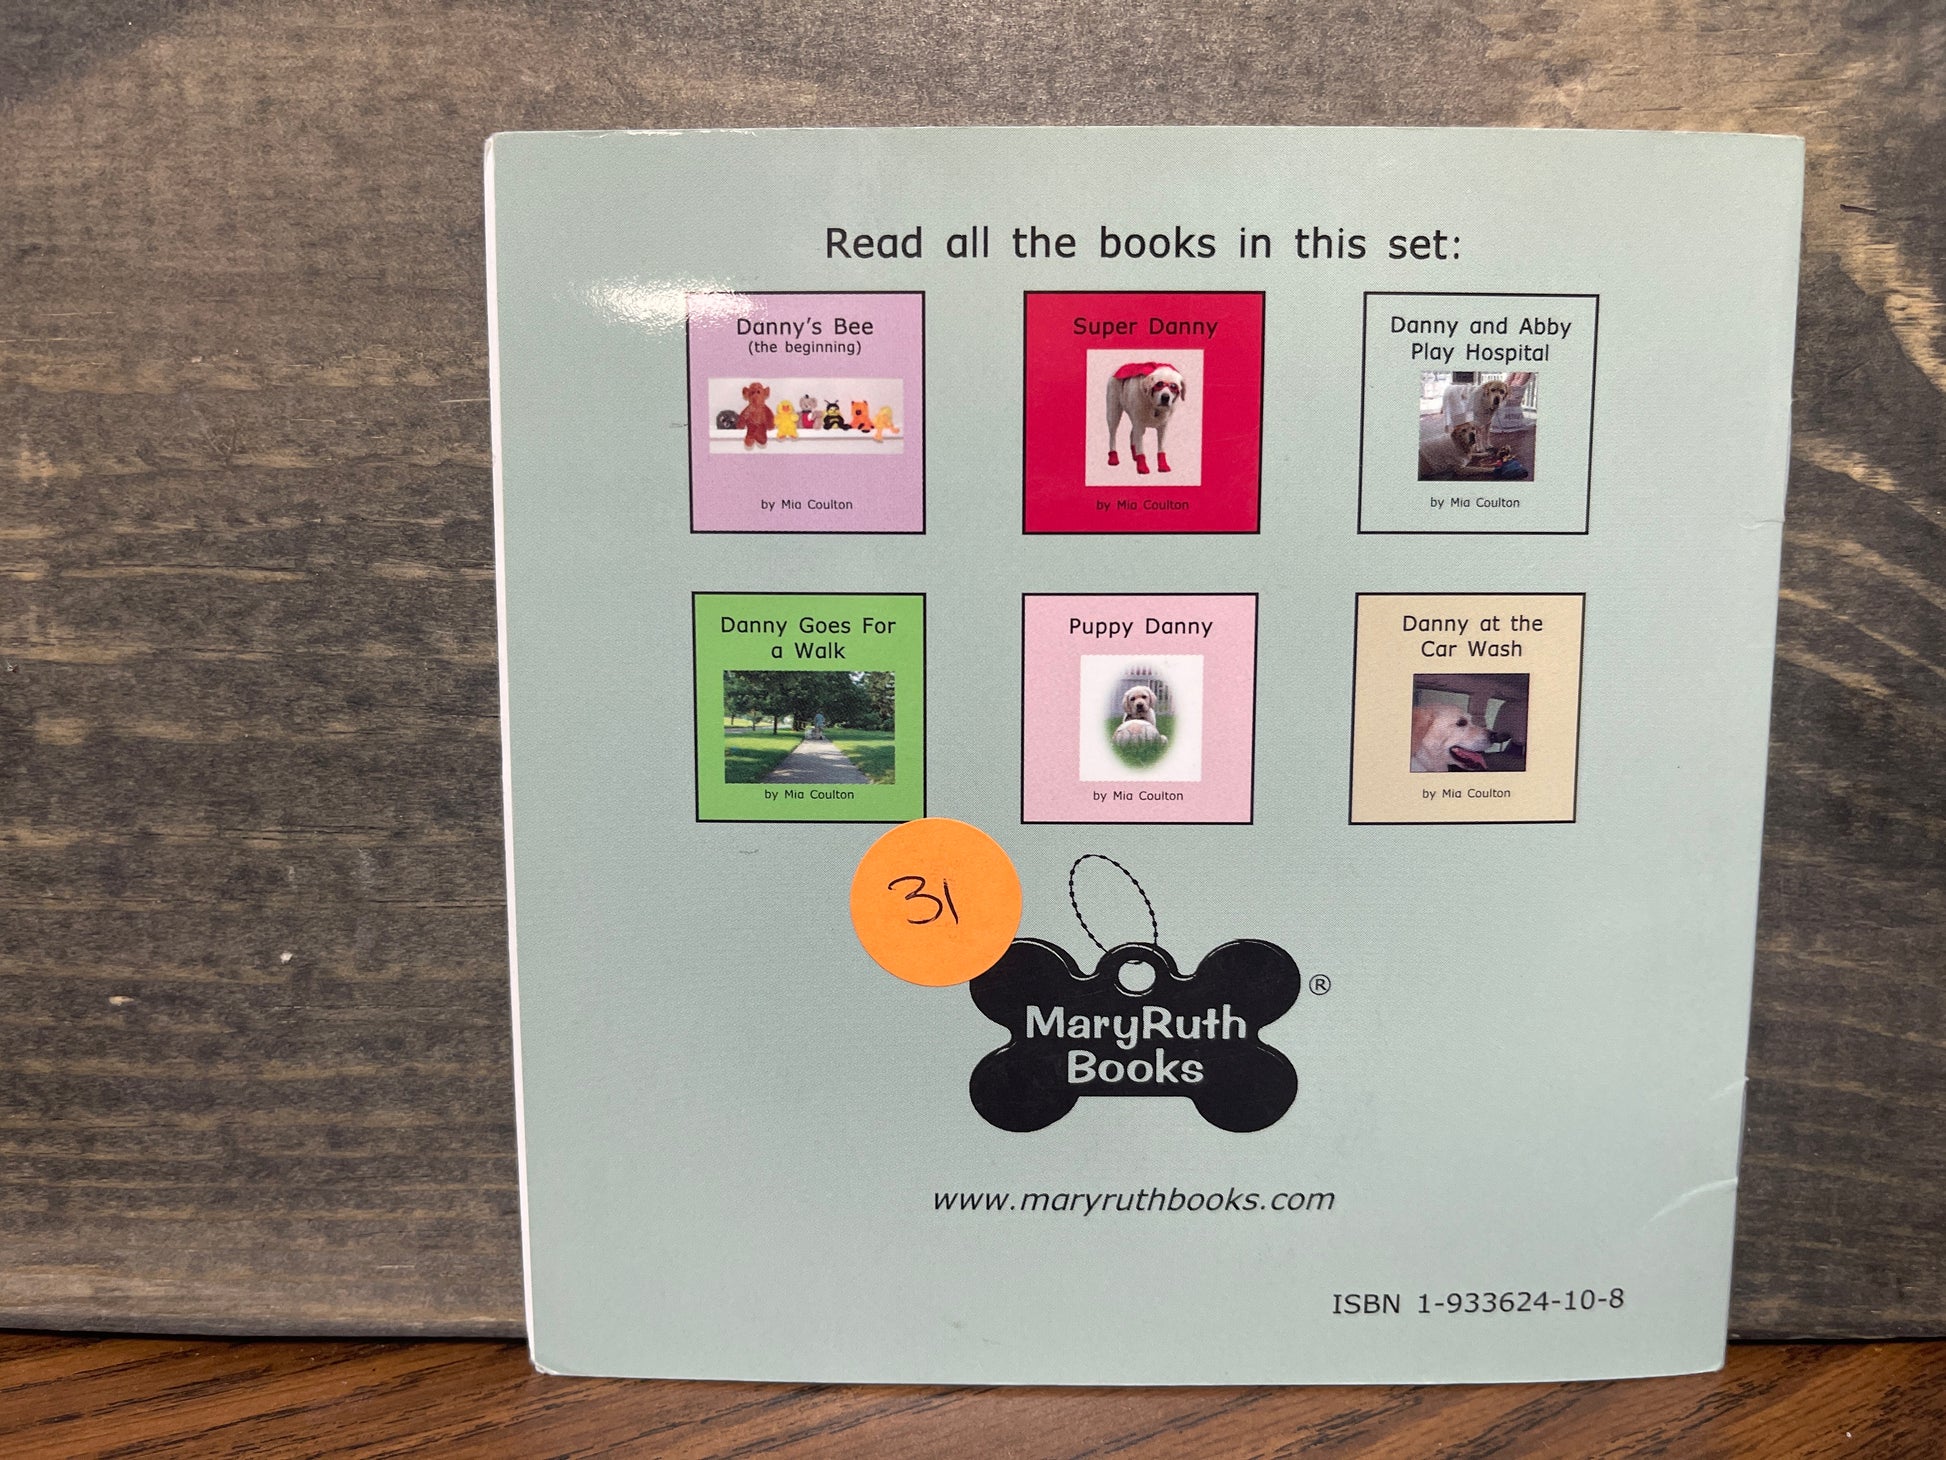 Read all the books in this set:
Danny's Bee
(the beginning)
by Mia Coulton
Super Danny
by Mia Coulton
Danny and Abby
Play Hospital
by Mia Coulton
Danny Goes For
a Walk
by Mia Coulton
Puppy Danny
by Mia Coulton
Danny at the
Car Wash
by Mia Coulton
31
MaryRuth
Books
®
www.maryruthbooks.com
ISBN 1-933624-10-8